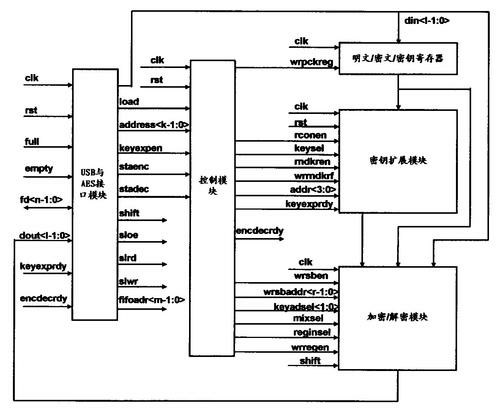 din<l-1:0>
clk
wrpckreg
明文/密文/密钥寄存器
clk
rst
clk
rst
full
empty
fd<n-1:0>
dout<l-1:0>
keyexprdy
encdecrdy
USB与
AES接
口模块
load
address<k-1:0>
keyexpen
staenc
stadec
shift
sloe
slrd
slwr
fifoadr<m-1:0>
控制模
块
clk
rst
rconen
keysel
rndkren
wrrndkrf
addr<3:0>
keyexprdy
密钥扩展模块
encdecrdy
clk
wrsben
wrsbaddr<r-1:0>
keyadsel<1:0>
mixsel
reginsel
wrregen
shift
加密/解密模块